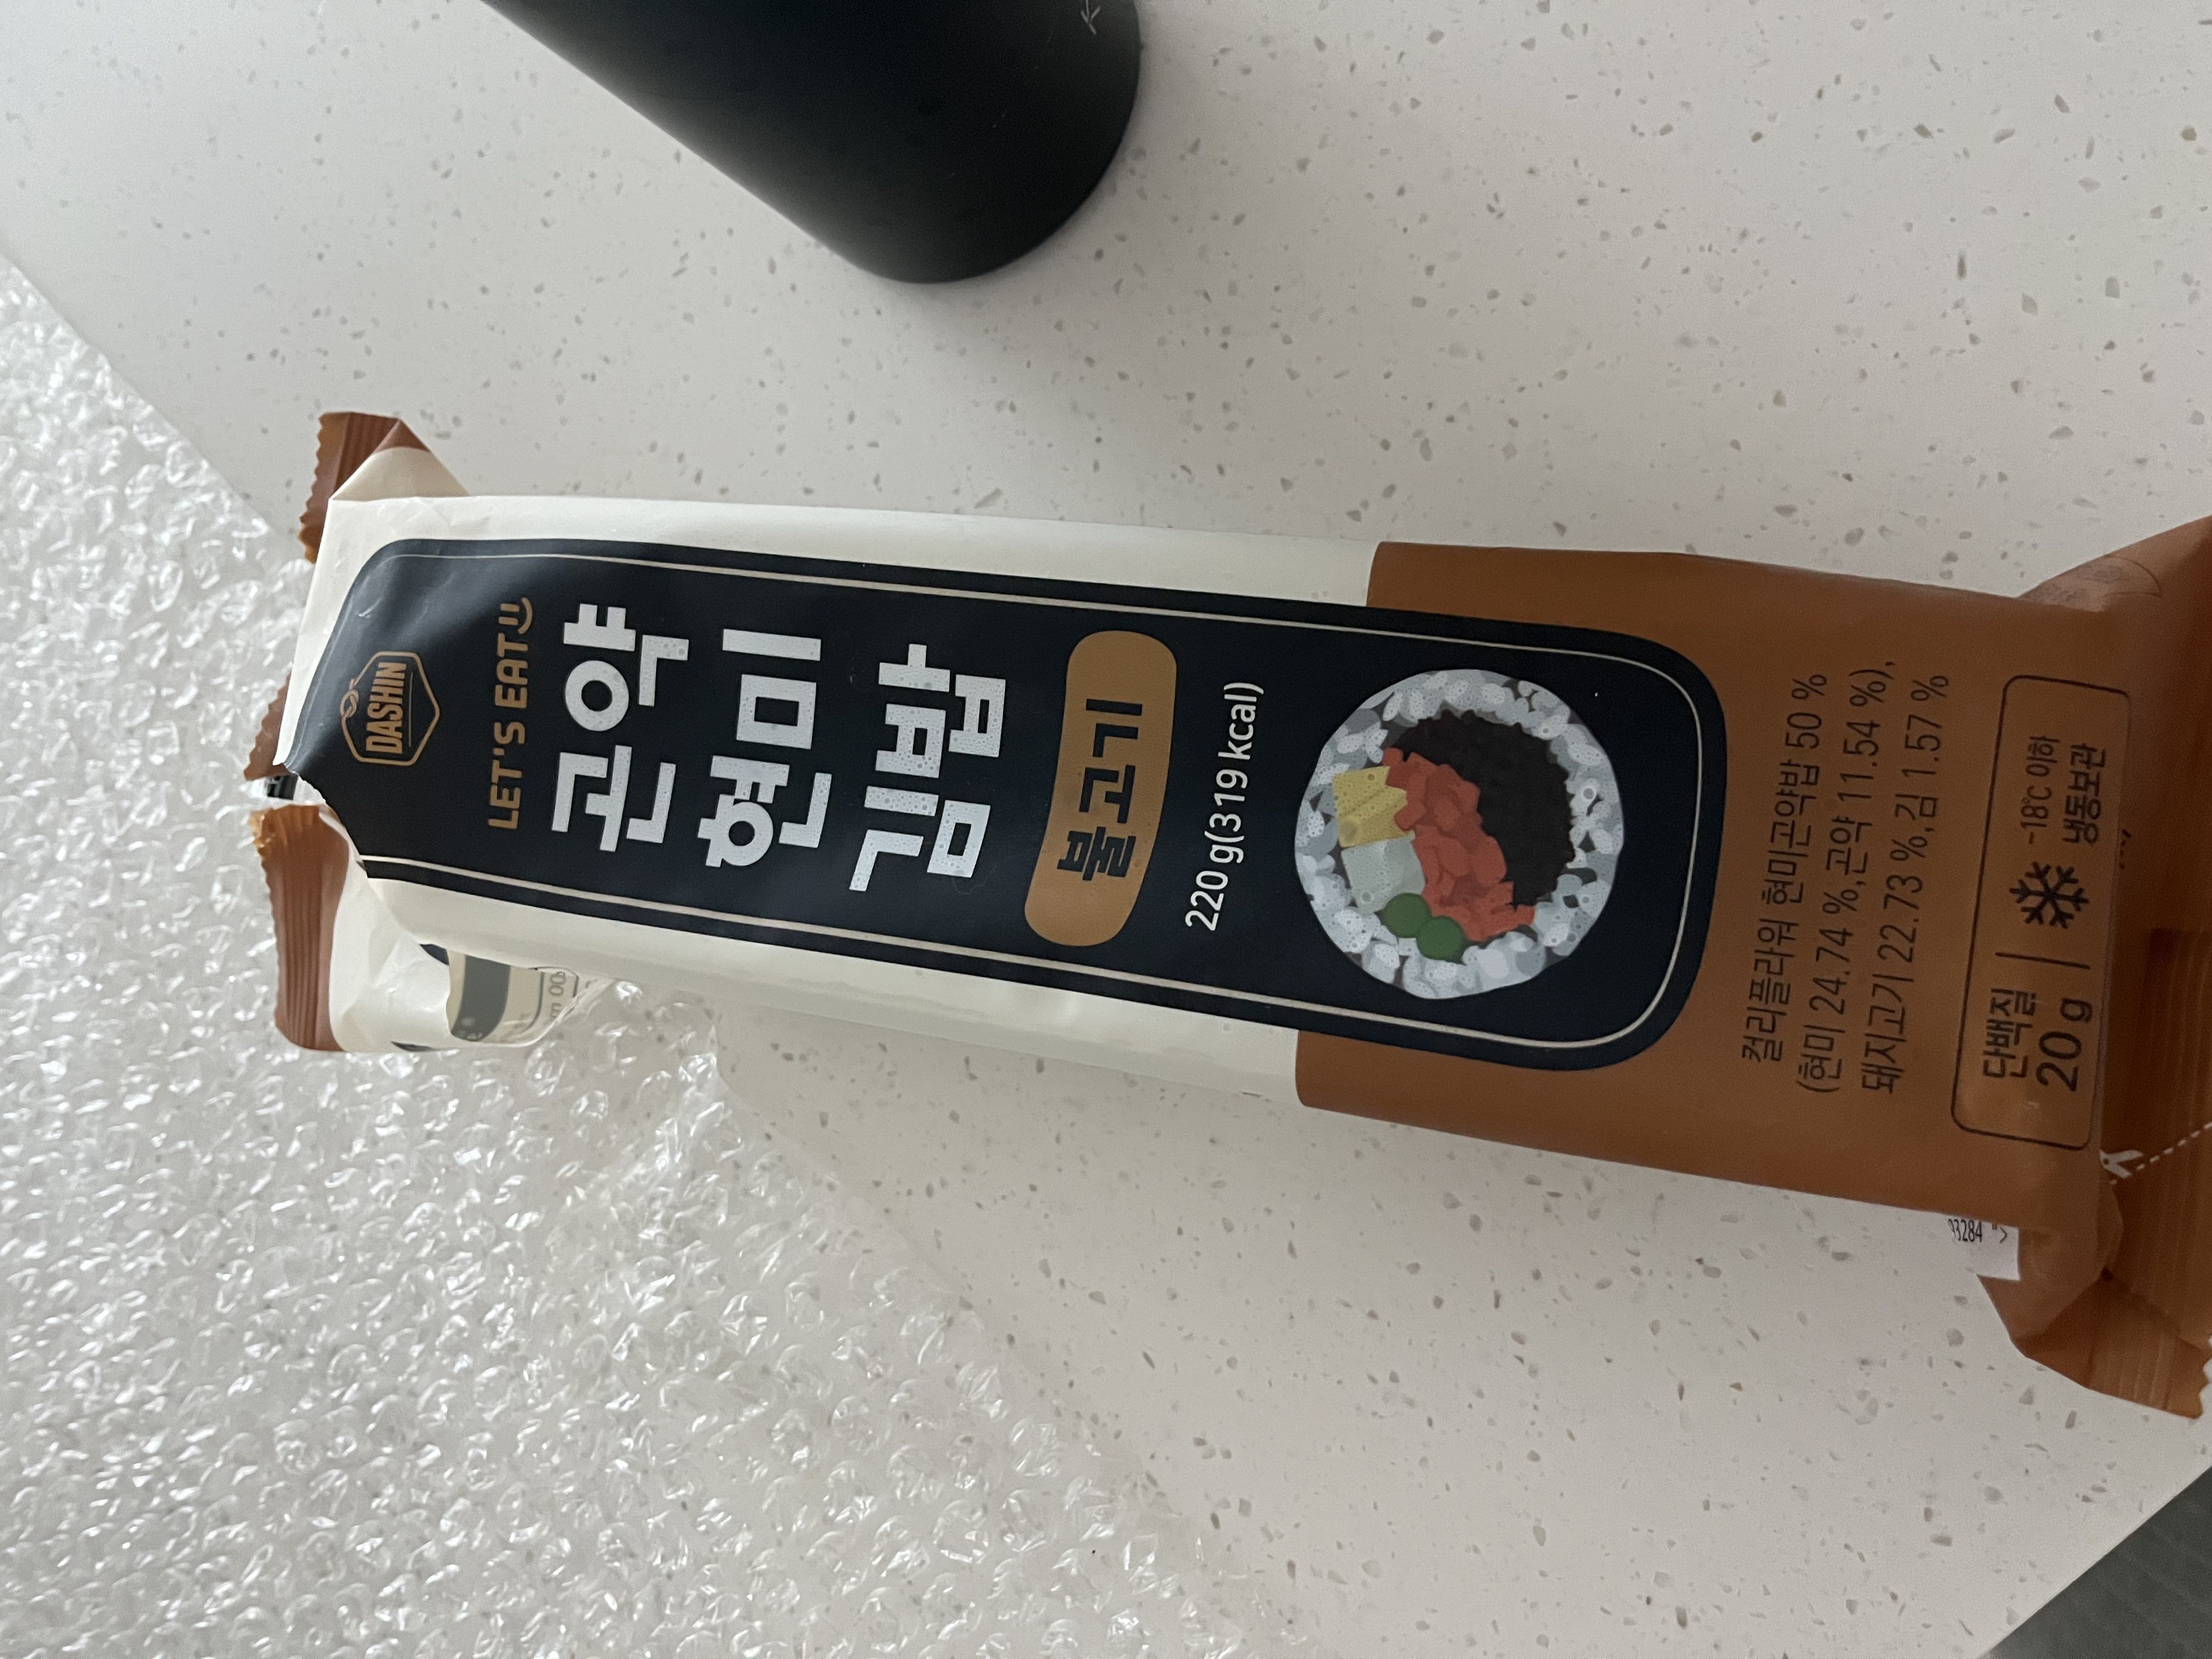 DASHIN
LET'S EAT
곤약
현미
김밥
불고기
220 g(319 kcal)
컬리플라워 현미곤약밥 50 %
(현미 24.74 %,곤약 11.54 %),
돼지고기 22.73 %,김 1.57 %
단백질
20 g
-18℃ 이하
냉동보관
93284